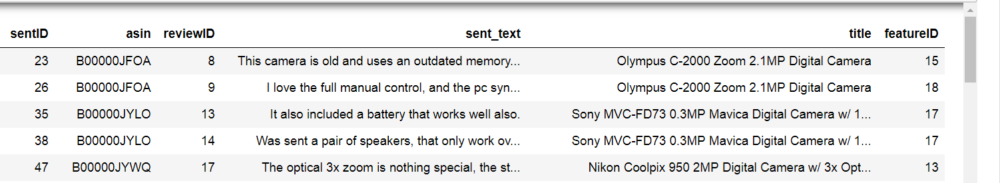 sentID asin reviewID sent_text title featureID
23 B00000JFOA 8 This camera is old and uses an outdated memory... Olympus C-2000 Zoom 2.1MP Digital Camera 15
26 B00000JFOA 9 I love the full manual control, and the pc syn... Olympus C-2000 Zoom 2.1MP Digital Camera 18
35 B00000JYLO 13 It also included a battery that works well also. Sony MVC-FD73 0.3MP Mavica Digital Camera w/ 1... 17
38 B00000JYLO 14 Was sent a pair of speakers, that only work ov... Sony MVC-FD73 0.3MP Mavica Digital Camera w/ 1... 17
47 B00000JYWQ 17 The optical 3x zoom is nothing special, the st... Nikon Coolpix 950 2MP Digital Camera w/ 3x Opt... 13